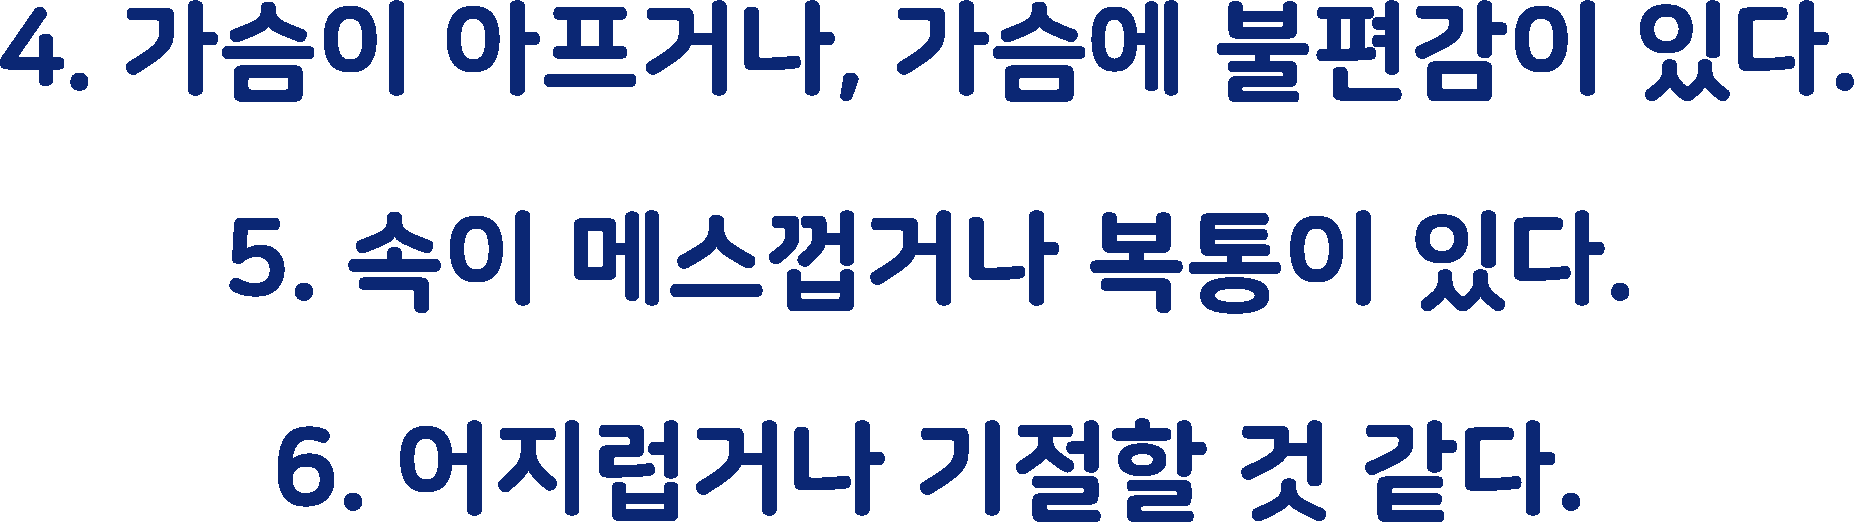 4. 가슴이 아프거나, 가슴에 불편감이 있다.
5. 속이 메스껍거나 복통이 있다.
6. 어지럽거나 기절할 것 같다.